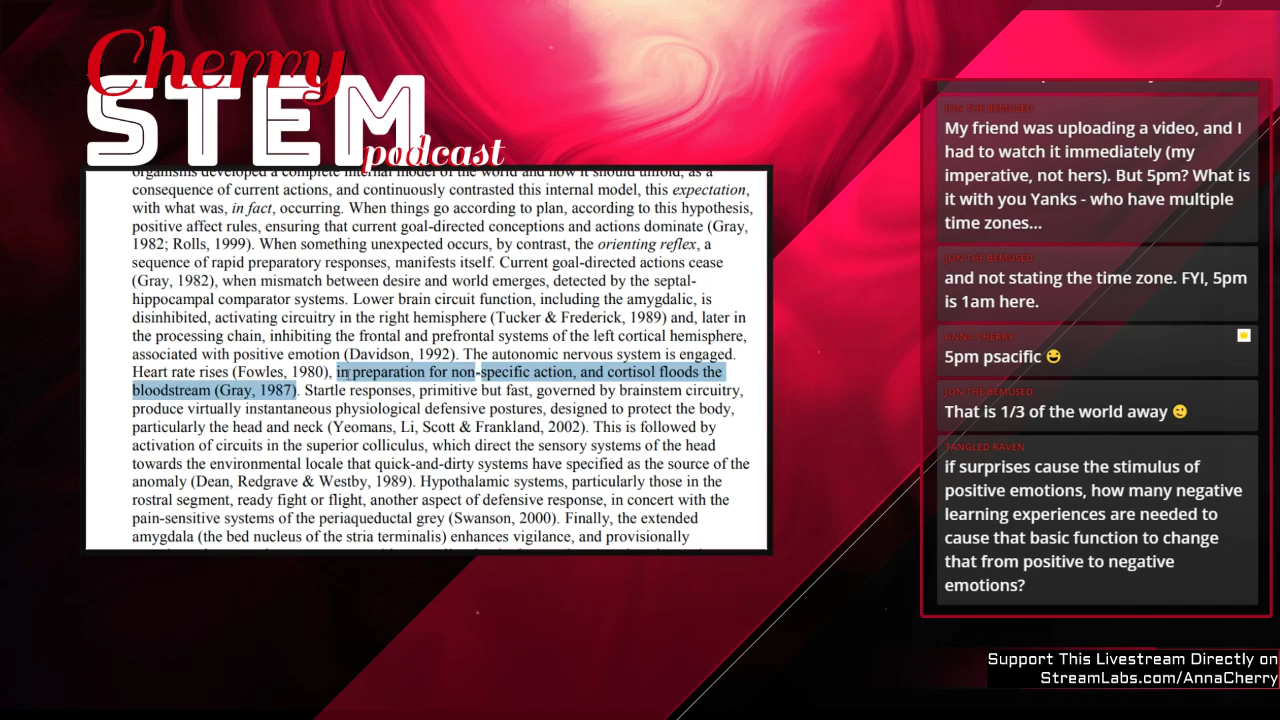 Cherry
STEM
podcast
organisms developed a complete internal model of the world and how it should unfold, as a
consequence of current actions, and continuously contrasted this internal model, this expectation,
with what was, in fact, occurring. When things go according to plan, according to this hypothesis,
positive affect rules, ensuring that current goal-directed conceptions and actions dominate (Gray,
1982; Rolls, 1999). When something unexpected occurs, by contrast, the orienting reflex, a
sequence of rapid preparatory responses, manifests itself. Current goal-directed actions cease
(Gray, 1982), when mismatch between desire and world emerges, detected by the septal-
hippocampal comparator systems. Lower brain circuit function, including the amygdalic, is
disinhibited, activating circuitry in the right hemisphere (Tucker & Frederick, 1989) and, later in
the processing chain, inhibiting the frontal and prefrontal systems of the left cortical hemisphere,
associated with positive emotion (Davidson, 1992). The autonomic nervous system is engaged.
Heart rate rises (Fowles, 1980), in preparation for non-specific action, and cortisol floods the
bloodstream (Gray, 1987). Startle responses, primitive but fast, governed by brainstem circuitry,
produce virtually instantaneous physiological defensive postures, designed to protect the body,
particularly the head and neck (Yeomans, Li, Scott & Frankland, 2002). This is followed by
activation of circuits in the superior colliculus, which direct the sensory systems of the head
towards the environmental locale that quick-and-dirty systems have specified as the source of the
anomaly (Dean, Redgrave & Westby, 1989). Hypothalamic systems, particularly those in the
rostral segment, ready fight or flight, another aspect of defensive response, in concert with the
pain-sensitive systems of the periaqueductal grey (Swanson, 2000). Finally, the extended
amygdala (the bed nucleus of the stria terminalis) enhances vigilance, and provisionally
JON THE BEMUSED
My friend was uploading a video, and I
had to watch it immediately (my
imperative, not hers). But 5pm? What is
it with you Yanks - who have multiple
time zones...
JON THE BEMUSED
and not stating the time zone. FYI, 5pm
is 1am here.
ANNA CHERRY
5pm psacific 😀
JON THE BEMUSED
That is 1/3 of the world away 🙂
TANGLED RAVEN
if surprises cause the stimulus of
positive emotions, how many negative
learning experiences are needed to
cause that basic function to change
that from positive to negative
emotions?
Support This Livestream Directly on
StreamLabs.com/AnnaCherry